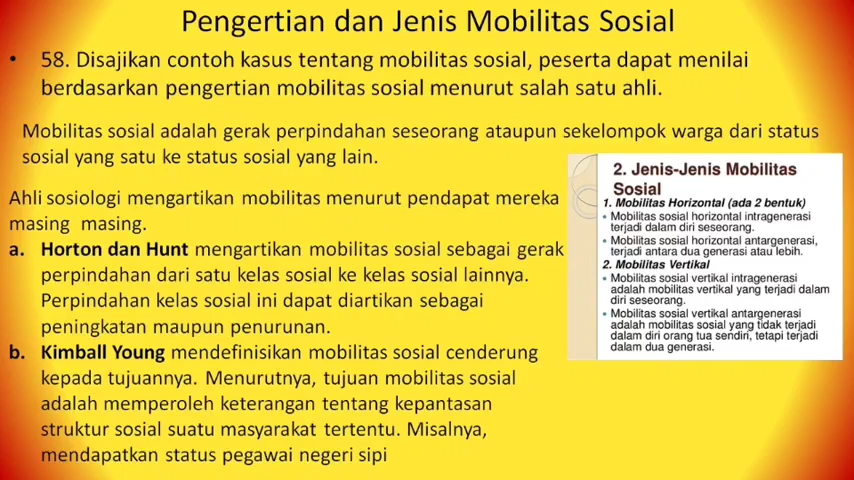 Pengertian dan Jenis Mobilitas Sosial
• 58. Disajikan contoh kasus tentang mobilitas sosial, peserta dapat menilai
berdasarkan pengertian mobilitas sosial menurut salah satu ahli.
Mobilitas sosial adalah gerak perpindahan seseorang ataupun sekelompok warga dari status
sosial yang satu ke status sosial yang lain.
Ahli sosiologi mengartikan mobilitas menurut pendapat mereka
masing masing.
a. Horton dan Hunt mengartikan mobilitas sosial sebagai gerak
perpindahan dari satu kelas sosial ke kelas sosial lainnya.
Perpindahan kelas sosial ini dapat diartikan sebagai
peningkatan maupun penurunan.
b. Kimball Young mendefinisikan mobilitas sosial cenderung
kepada tujuannya. Menurutnya, tujuan mobilitas sosial
adalah memperoleh keterangan tentang kepantasan
struktur sosial suatu masyarakat tertentu. Misalnya,
mendapatkan status pegawai negeri sipi
2. Jenis-Jenis Mobilitas
Sosial
1. Mobilitas Horizontal (ada 2 bentuk)
• Mobilitas sosial horizontal intragenerasi
terjadi dalam diri seseorang.
• Mobilitas sosial horizontal antargenerasi,
terjadi antara dua generasi atau lebih.
2. Mobilitas Vertikal
• Mobilitas sosial vertikal intragenerasi
adalah mobilitas vertikal yang terjadi dalam
diri seseorang.
• Mobilitas sosial vertikal antargenerasi
adalah mobilitas sosial yang tidak terjadi
dalam diri orang tua sendiri, tetapi terjadi
dalam dua generasi.